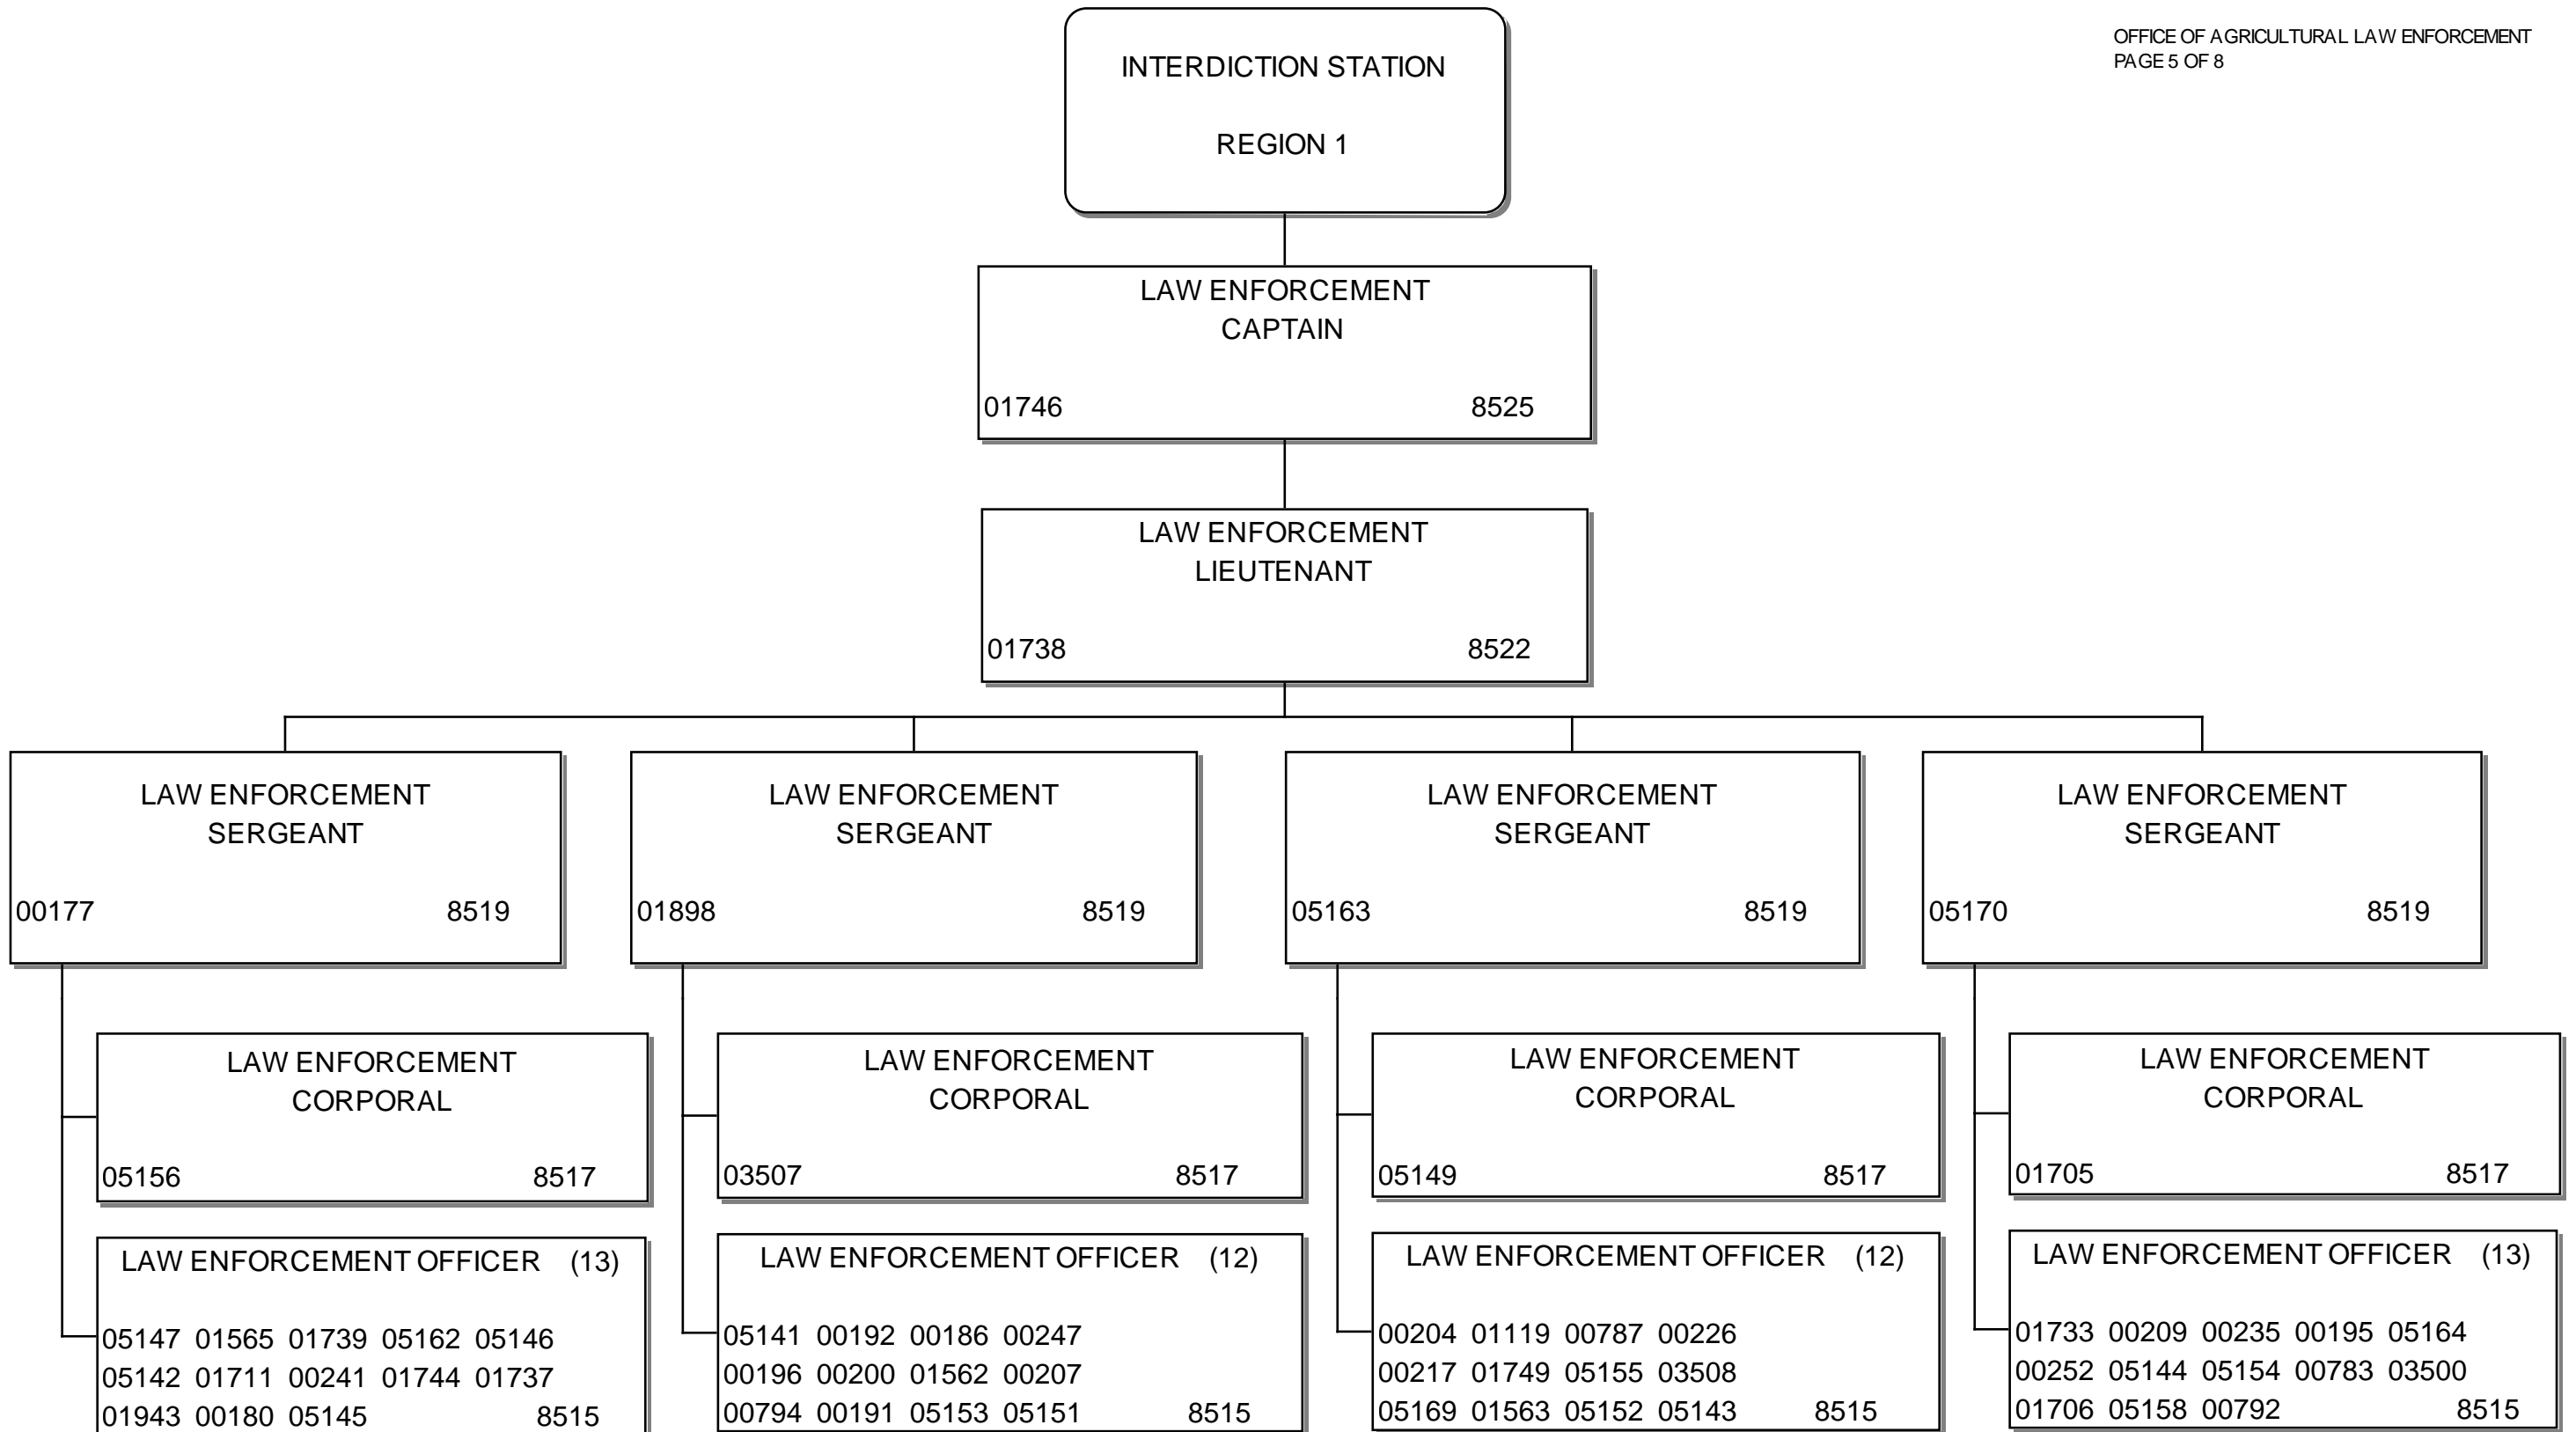 OFFICE OF AGRICULTURAL LAW ENFORCEMENT
PAGE 5 OF 8
INTERDICTION STATION
REGION 1
LAW ENFORCEMENT
CAPTAIN
01746 8525
LAW ENFORCEMENT
LIEUTENANT
01738 8522
LAW ENFORCEMENT
SERGEANT
00177 8519
LAW ENFORCEMENT
SERGEANT
01898 8519
LAW ENFORCEMENT
SERGEANT
05163 8519
LAW ENFORCEMENT
SERGEANT
05170 8519
LAW ENFORCEMENT
CORPORAL
05156 8517
LAW ENFORCEMENT
CORPORAL
03507 8517
LAW ENFORCEMENT
CORPORAL
05149 8517
LAW ENFORCEMENT
CORPORAL
01705 8517
LAW ENFORCEMENT OFFICER (13)
05147 01565 01739 05162 05146
05142 01711 00241 01744 01737
01943 00180 05145 8515
LAW ENFORCEMENT OFFICER (12)
05141 00192 00186 00247
00196 00200 01562 00207
00794 00191 05153 05151 8515
LAW ENFORCEMENT OFFICER (12)
00204 01119 00787 00226
00217 01749 05155 03508
05169 01563 05152 05143 8515
LAW ENFORCEMENT OFFICER (13)
01733 00209 00235 00195 05164
00252 05144 05154 00783 03500
01706 05158 00792 8515